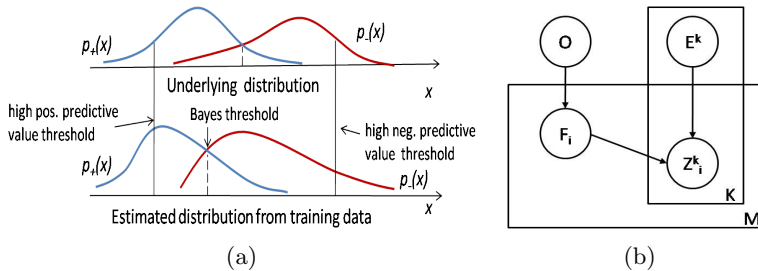 p₊(x)
p₋(x)
Underlying distribution
x
high pos. predictive
value threshold
Bayes threshold
high neg. predictive
value threshold
p₊(x)
p₋(x)
x
Estimated distribution from training data
(a)
O
Eᵏ
Fᵢ
Zᵏᵢ
K
M
(b)